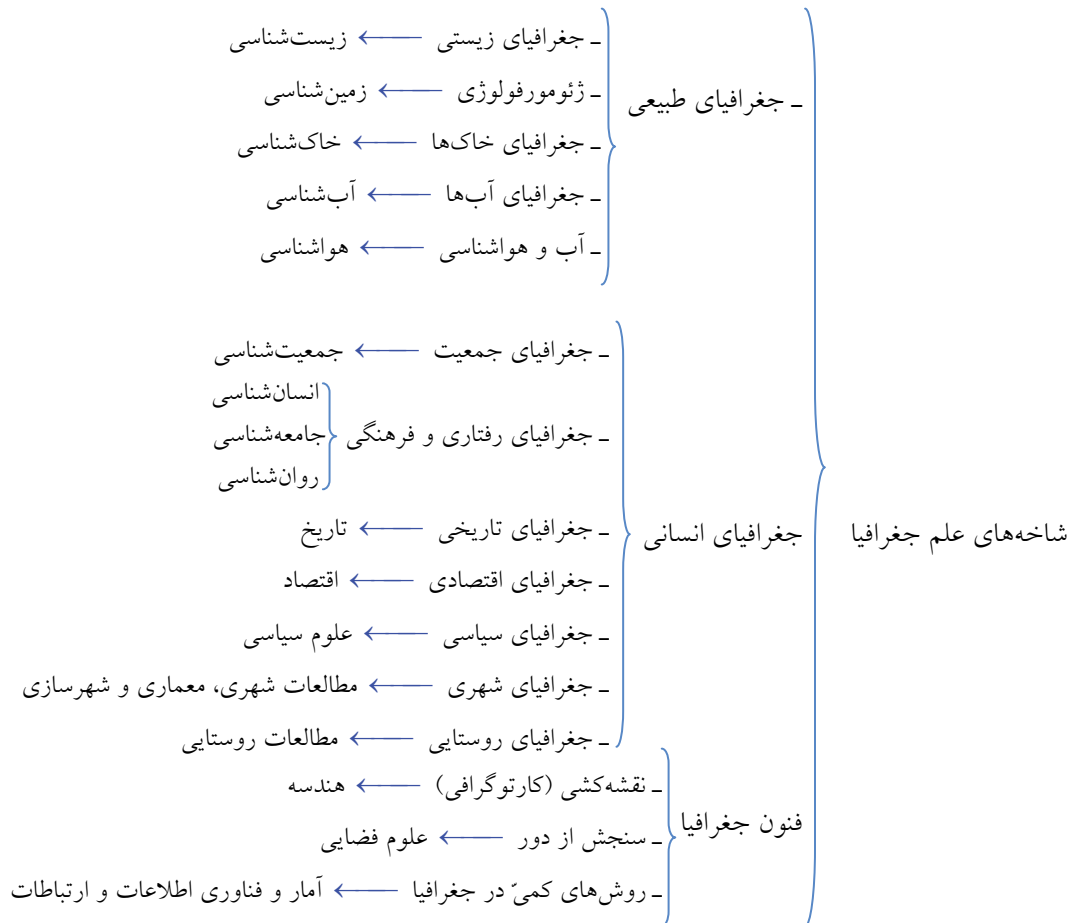 شاخه‌های علم جغرافیا
ـ جغرافیای طبیعی
ـ جغرافیای زیستی ← زیست‌شناسی
ـ ژئومورفولوژی ← زمین‌شناسی
ـ جغرافیای خاک‌ها ← خاک‌شناسی
ـ جغرافیای آب‌ها ← آب‌شناسی
ـ آب و هواشناسی ← هواشناسی
جغرافیای انسانی
ـ جغرافیای جمعیت ← جمعیت‌شناسی
ـ جغرافیای رفتاری و فرهنگی
انسان‌شناسی
جامعه‌شناسی
روان‌شناسی
ـ جغرافیای تاریخی ← تاریخ
ـ جغرافیای اقتصادی ← اقتصاد
ـ جغرافیای سیاسی ← علوم سیاسی
ـ جغرافیای شهری ← مطالعات شهری، معماری و شهرسازی
ـ جغرافیای روستایی ← مطالعات روستایی
فنون جغرافیا
ـ نقشه‌کشی (کارتوگرافی) ← هندسه
ـ سنجش از دور ← علوم فضایی
ـ روش‌های کمیّ در جغرافیا ← آمار و فناوری اطلاعات و ارتباطات